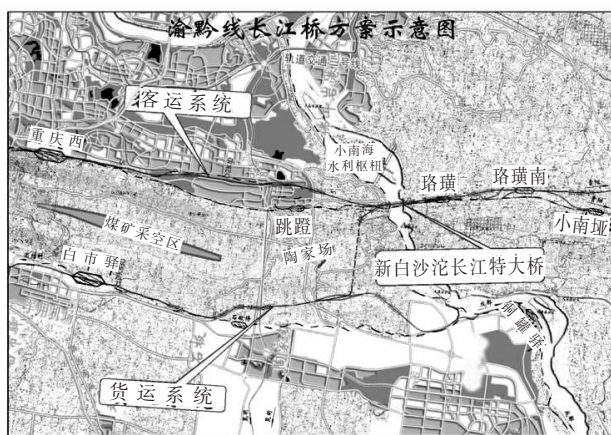 渝黔线长江桥方案示意图
客运系统
重庆西
小南海
水利枢纽
珞璜
珞璜南
小南垭
跳蹬
煤矿采空区
陶家场
新白沙沱长江特大桥
白市驿
铜罐驿
货运系统